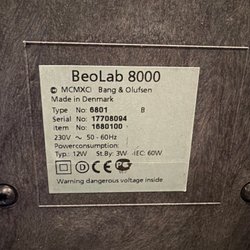 BeoLab 8000
© MCMXCI Bang & Olufsen
Made in Denmark
Type No: 6801 B
Serial No: 17708094
Item No: 1680100
230V ~ 50-60Hz
Powerconsumption:
Typ.: 12W St.By: 3W IEC: 60W
D CE
Warning dangerous voltage inside